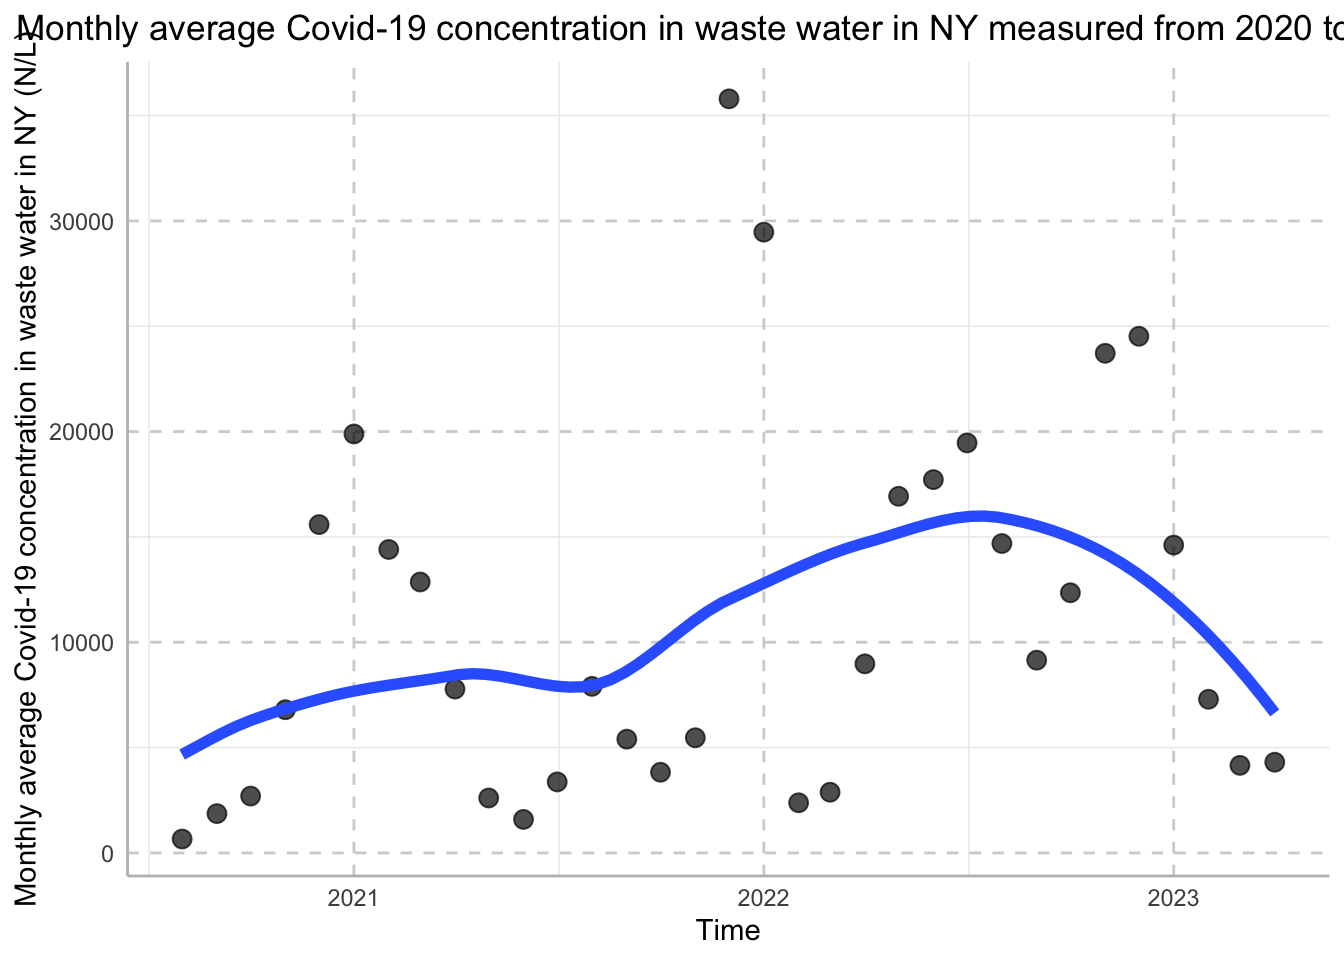 Monthly average Covid-19 concentration in waste water in NY measured from 2020 to
Monthly average Covid-19 concentration in waste water in NY (N/L)
30000
20000
10000
0
2021 2022 2023
Time